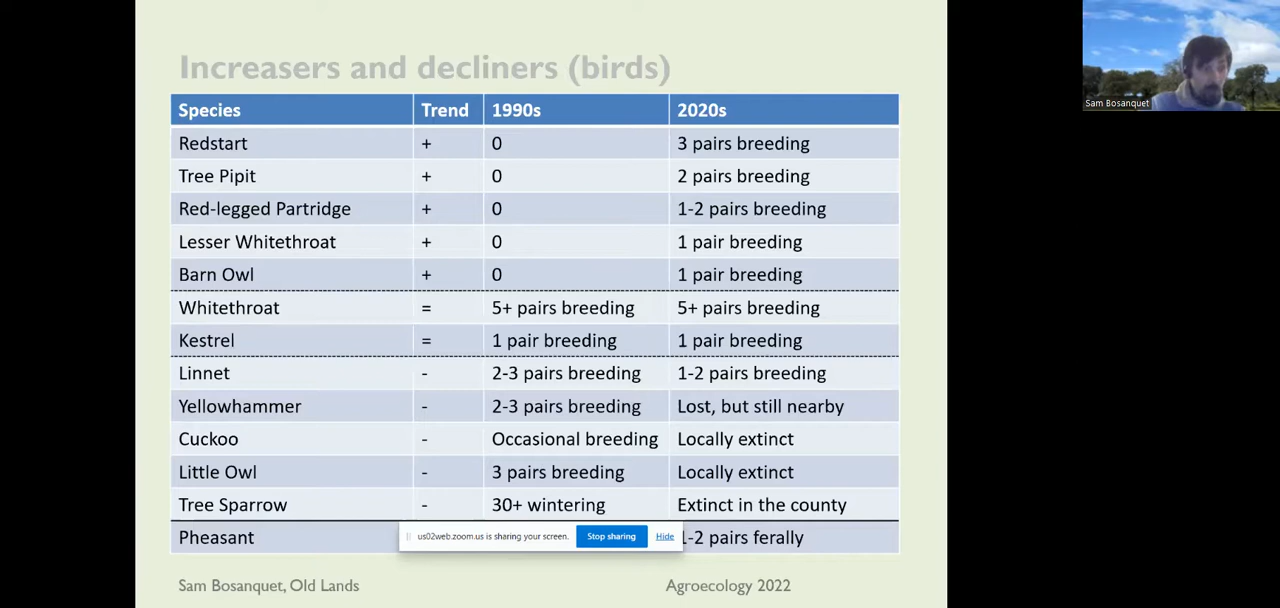 Increasers and decliners (birds)
Sam Bosanquet
Species Trend 1990s 2020s
Redstart + 0 3 pairs breeding
Tree Pipit + 0 2 pairs breeding
Red-legged Partridge + 0 1-2 pairs breeding
Lesser Whitethroat + 0 1 pair breeding
Barn Owl + 0 1 pair breeding
Whitethroat = 5+ pairs breeding 5+ pairs breeding
Kestrel = 1 pair breeding 1 pair breeding
Linnet - 2-3 pairs breeding 1-2 pairs breeding
Yellowhammer - 2-3 pairs breeding Lost, but still nearby
Cuckoo - Occasional breeding Locally extinct
Little Owl - 3 pairs breeding Locally extinct
Tree Sparrow - 30+ wintering Extinct in the county
Pheasant 1-2 pairs ferally
us02web.zoom.us is sharing your screen. Stop sharing Hide
Sam Bosanquet, Old Lands Agroecology 2022